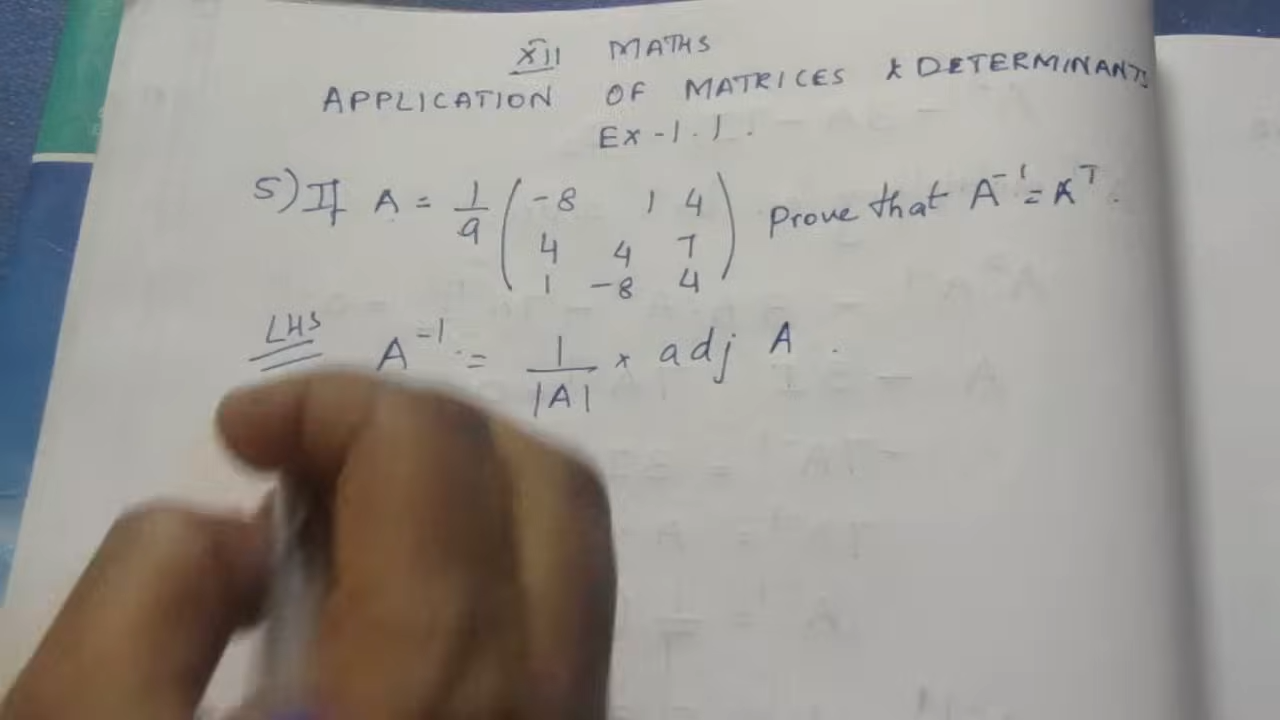 XII MATHS
APPLICATION OF MATRICES & DETERMINANTS
Ex-1.1.
5) If A = 1/9 ( -8 1 4 ) Prove that A⁻¹ = Aᵀ.
4 4 7
1 -8 4
LHS A⁻¹ = 1/|A| × adj A.